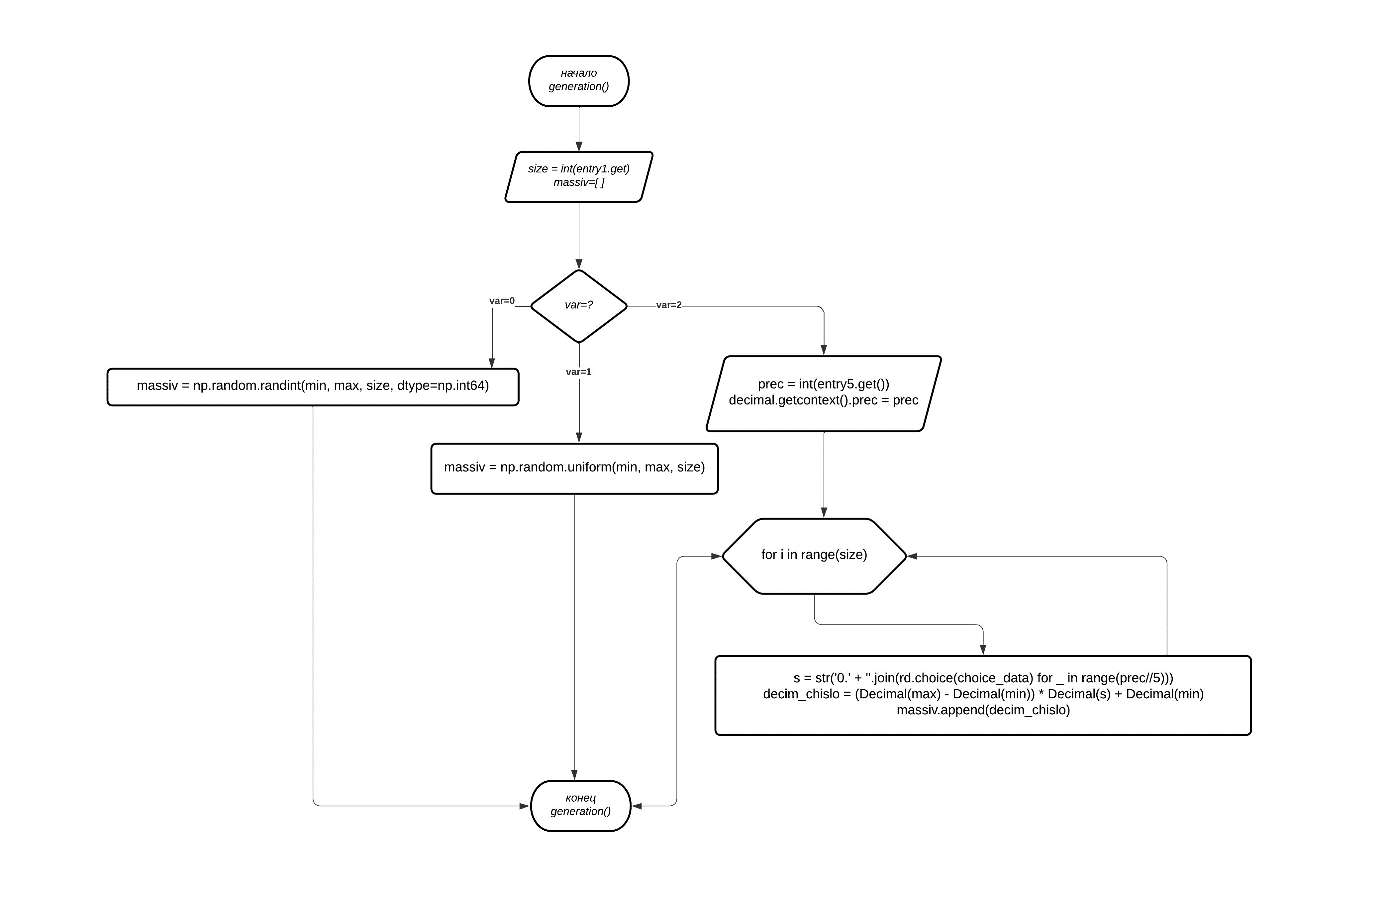 начало
generation()
size = int(entry1.get)
massiv=[ ]
var=?
var=0
var=2
var=1
massiv = np.random.randint(min, max, size, dtype=np.int64)
prec = int(entry5.get())
decimal.getcontext().prec = prec
massiv = np.random.uniform(min, max, size)
for i in range(size)
s = str('0.' + ''.join(rd.choice(choice_data) for _ in range(prec//5)))
decim_chislo = (Decimal(max) - Decimal(min)) * Decimal(s) + Decimal(min)
massiv.append(decim_chislo)
конец
generation()